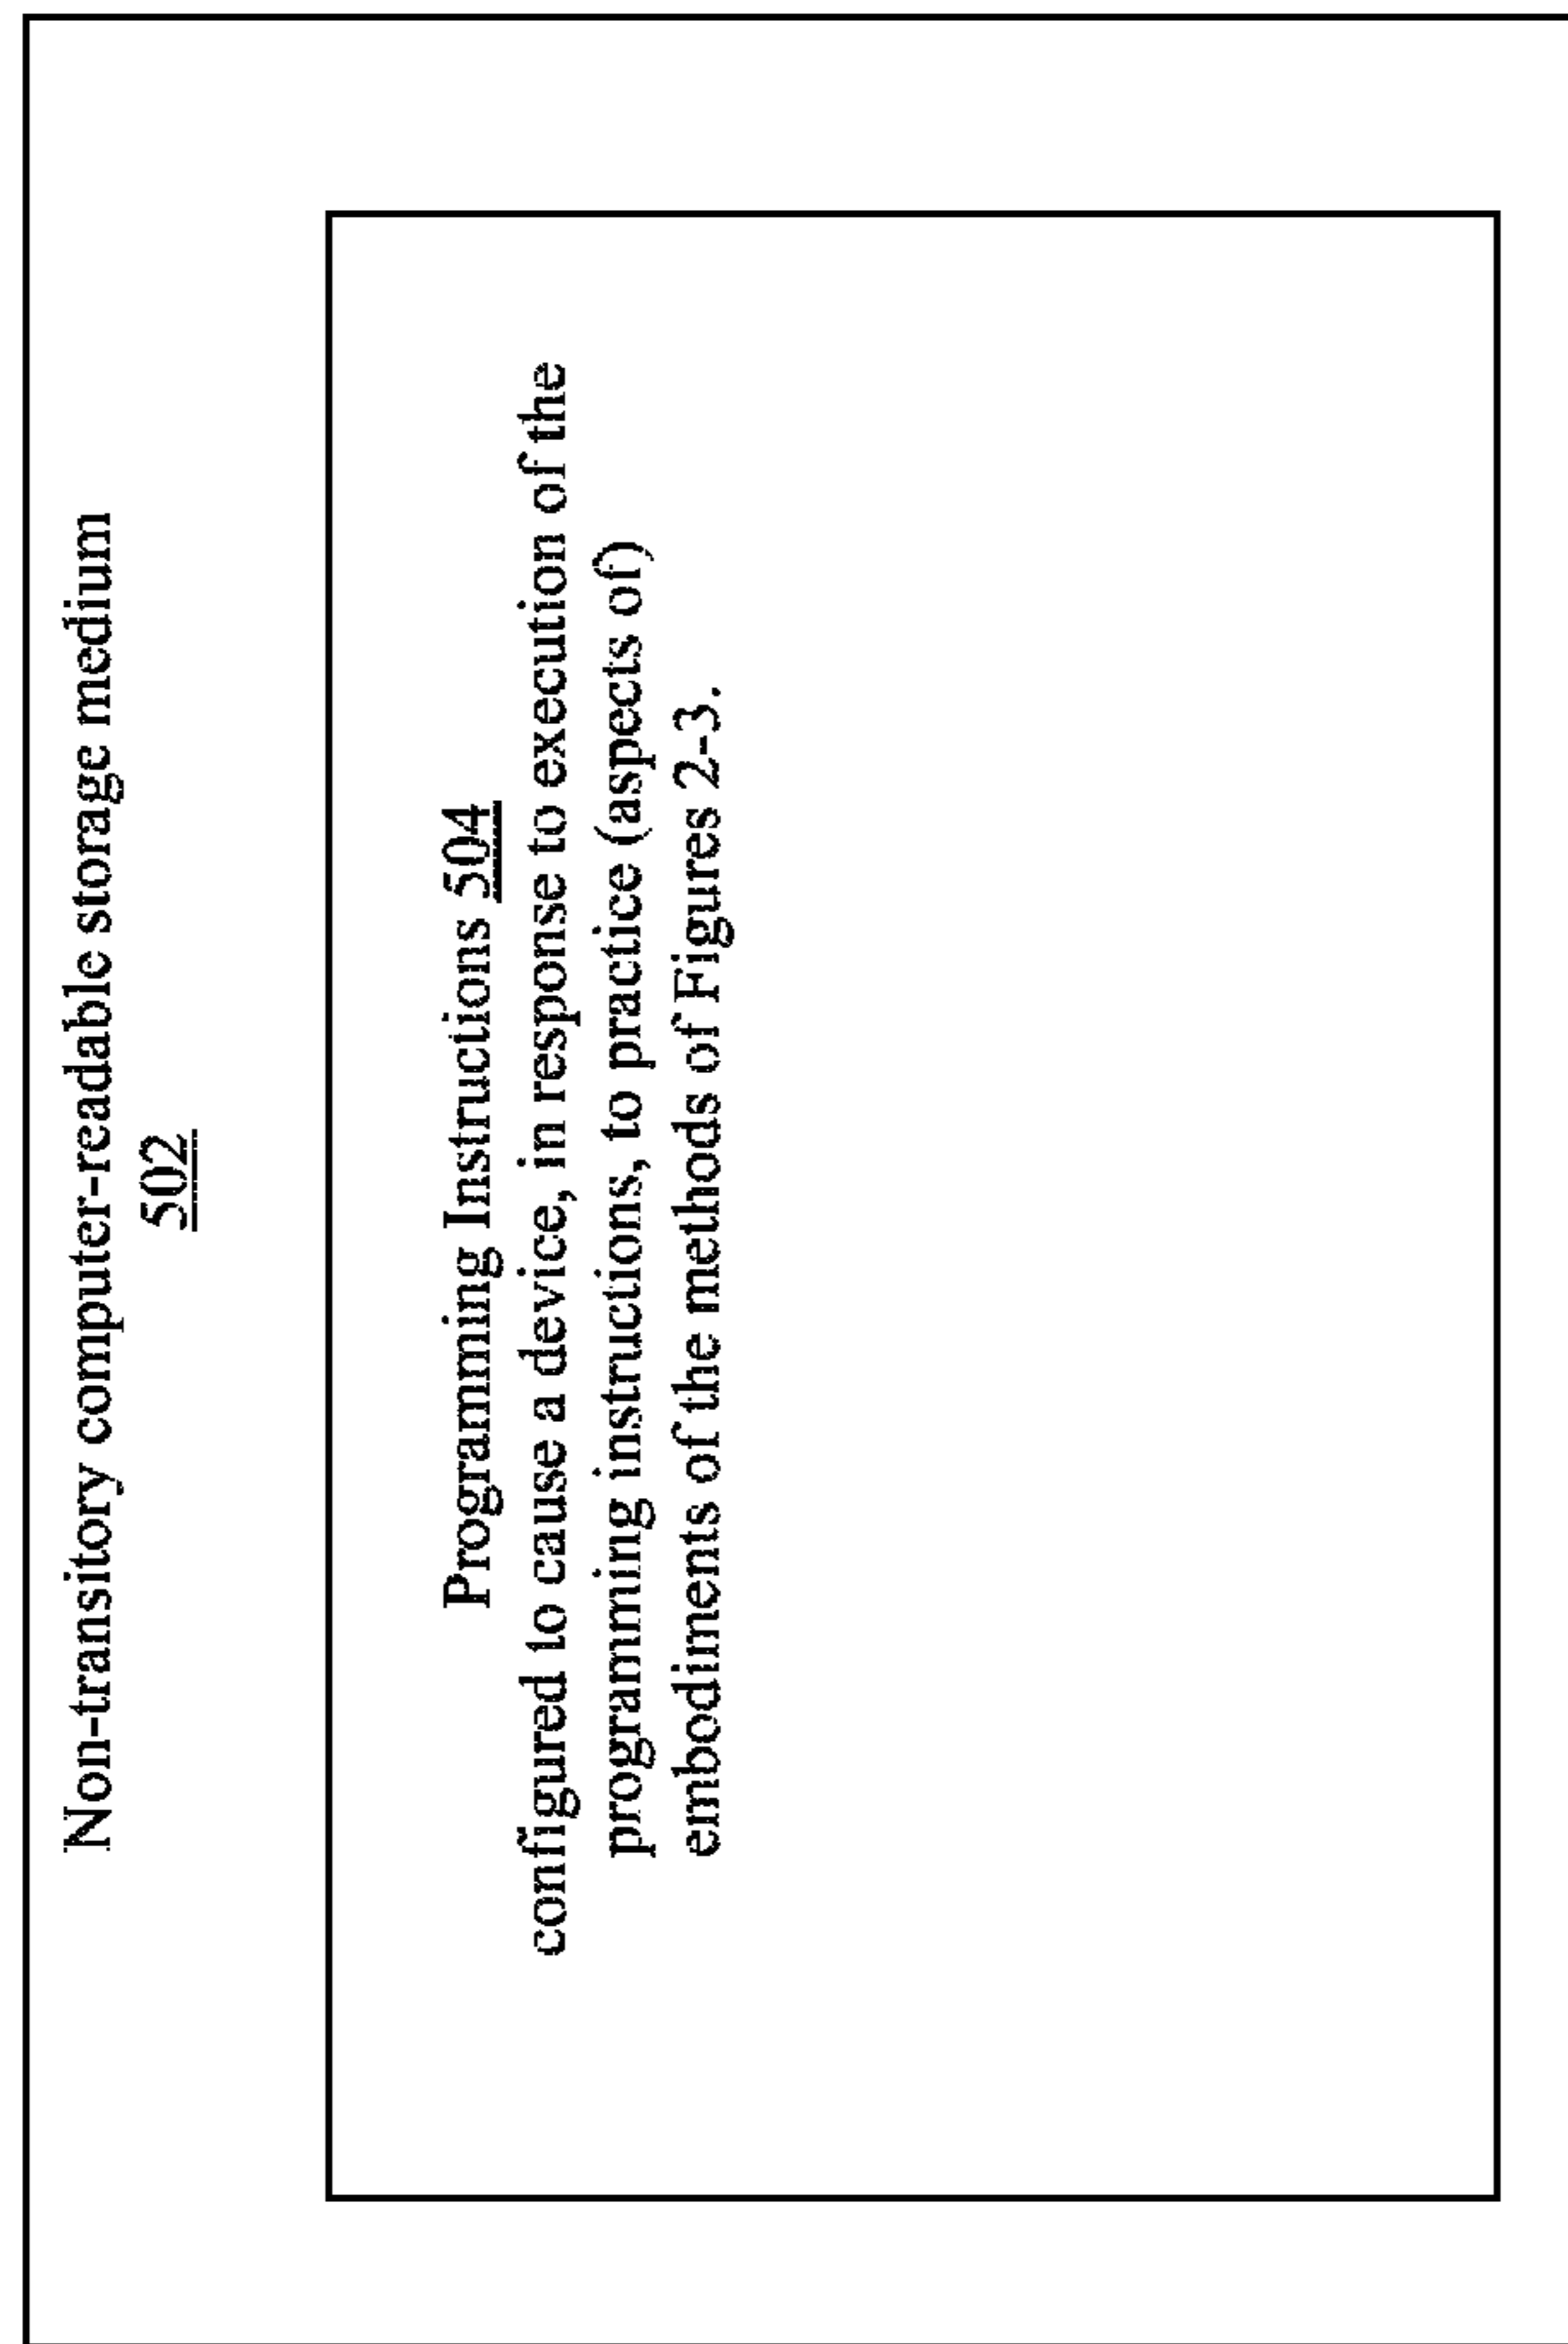 Non-transitory computer-readable storage medium
502
Programming Instructions 504
configured to cause a device, in response to execution of the
programming instructions, to practice (aspects of)
embodiments of the methods of Figures 2-3.